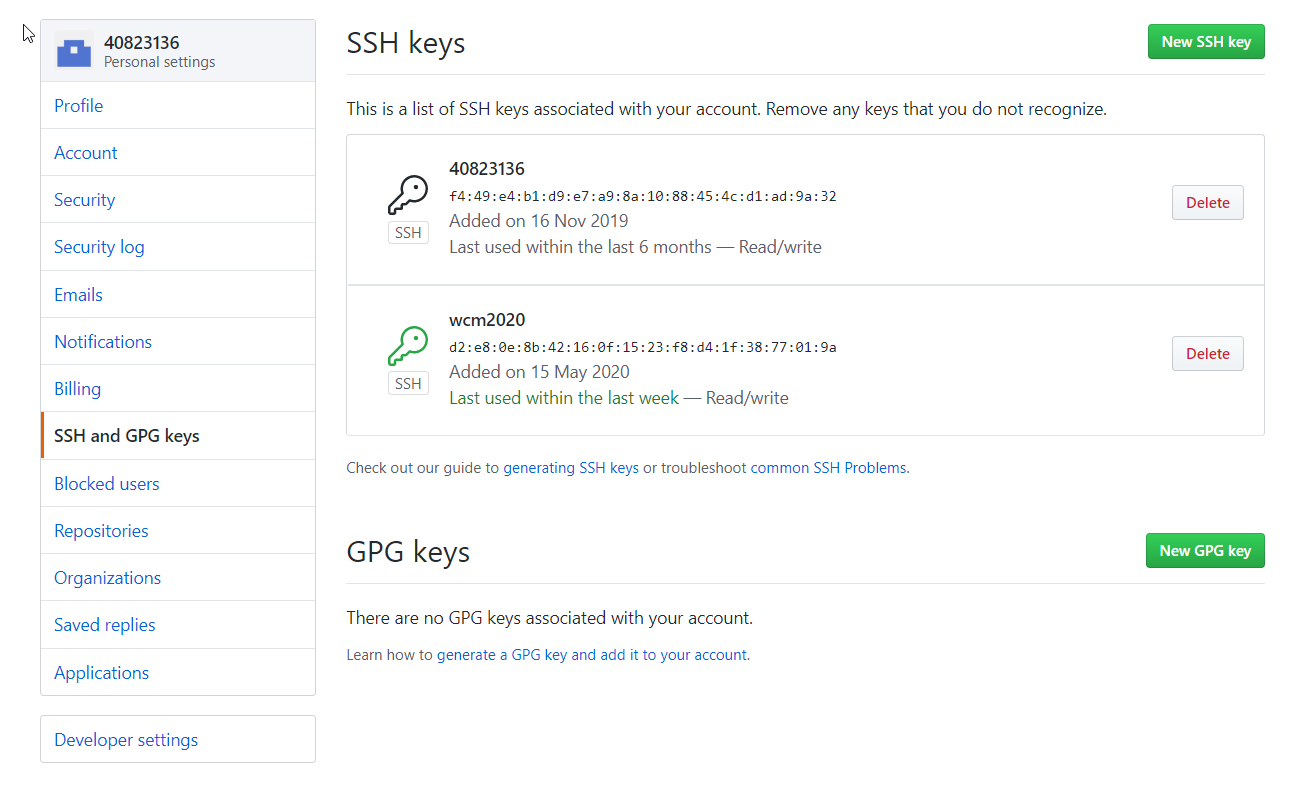 40823136
Personal settings
Profile
Account
Security
Security log
Emails
Notifications
Billing
SSH and GPG keys
Blocked users
Repositories
Organizations
Saved replies
Applications
Developer settings
SSH keys
New SSH key
This is a list of SSH keys associated with your account. Remove any keys that you do not recognize.
40823136
f4:49:e4:b1:d9:e7:a9:8a:10:88:45:4c:d1:ad:9a:32
Added on 16 Nov 2019
Last used within the last 6 months — Read/write
SSH
Delete
wcm2020
d2:e8:0e:8b:42:16:0f:15:23:f8:d4:1f:38:77:01:9a
Added on 15 May 2020
Last used within the last week — Read/write
SSH
Delete
Check out our guide to generating SSH keys or troubleshoot common SSH Problems.
GPG keys
New GPG key
There are no GPG keys associated with your account.
Learn how to generate a GPG key and add it to your account.